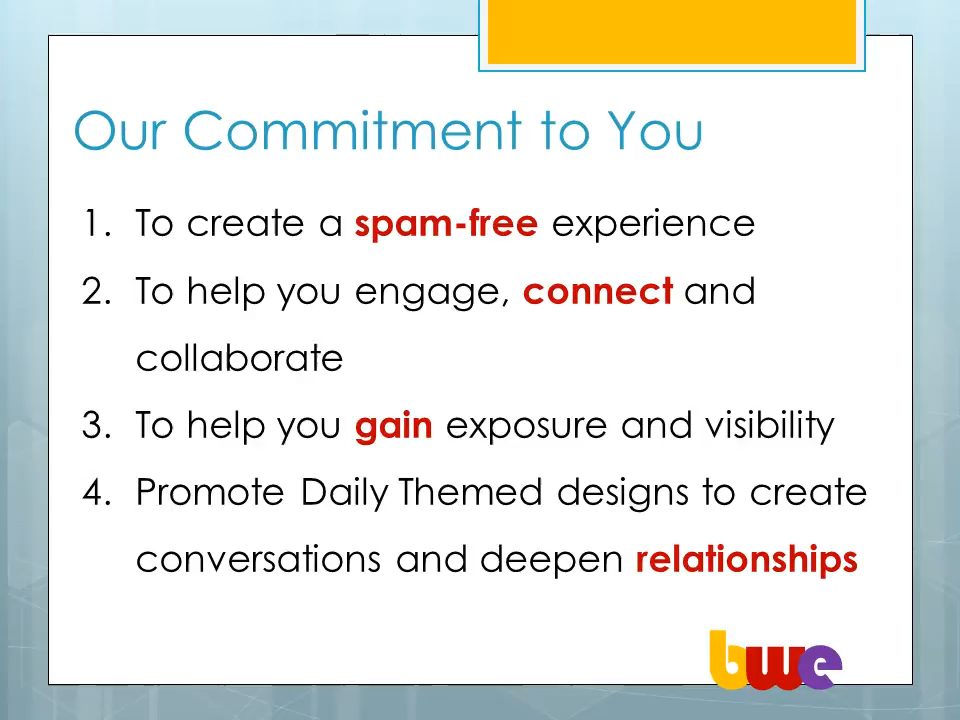 Our Commitment to You
1. To create a spam-free experience
2. To help you engage, connect and
collaborate
3. To help you gain exposure and visibility
4. Promote Daily Themed designs to create
conversations and deepen relationships
bwe